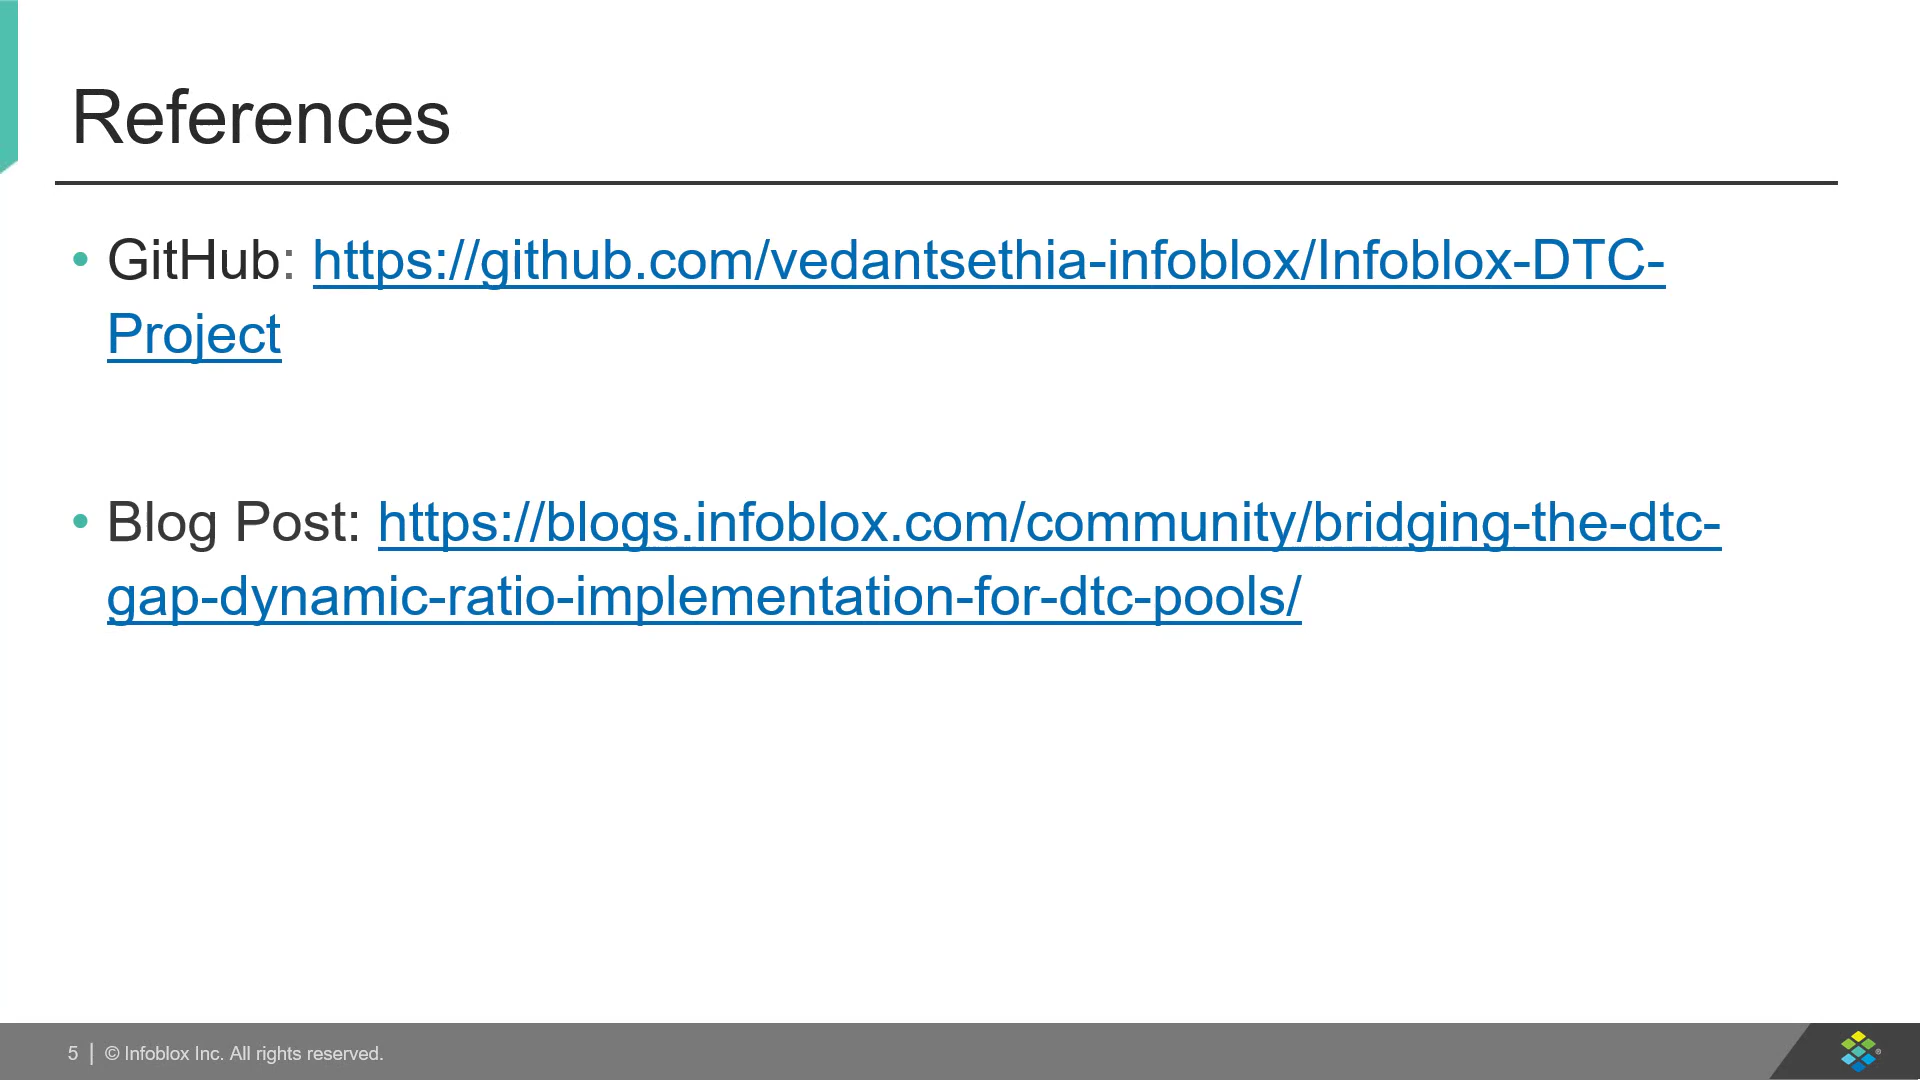 References
• GitHub: https://github.com/vedantsethia-infoblox/Infoblox-DTC-
Project
• Blog Post: https://blogs.infoblox.com/community/bridging-the-dtc-
gap-dynamic-ratio-implementation-for-dtc-pools/
5 | © Infoblox Inc. All rights reserved.